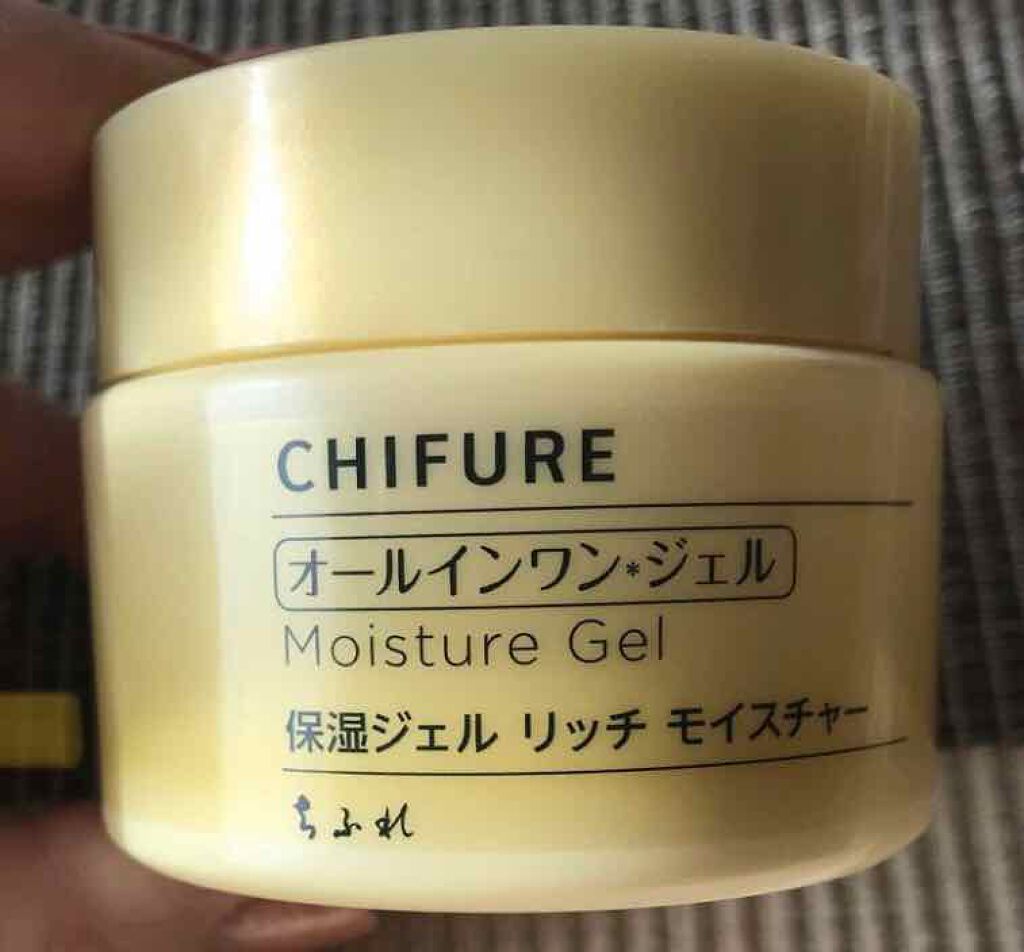 CHIFURE
オールインワン*ジェル
Moisture Gel
保湿ジェル リッチ モイスチャー
ちふれ